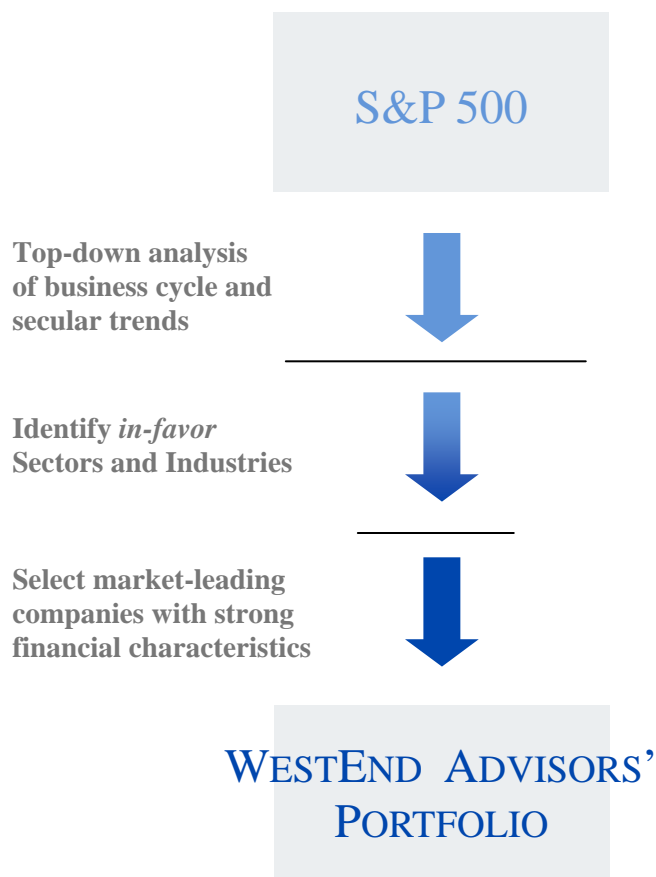 S&P 500
Top-down analysis
of business cycle and
secular trends
Identify in-favor
Sectors and Industries
Select market-leading
companies with strong
financial characteristics
WESTEND ADVISORS’
PORTFOLIO